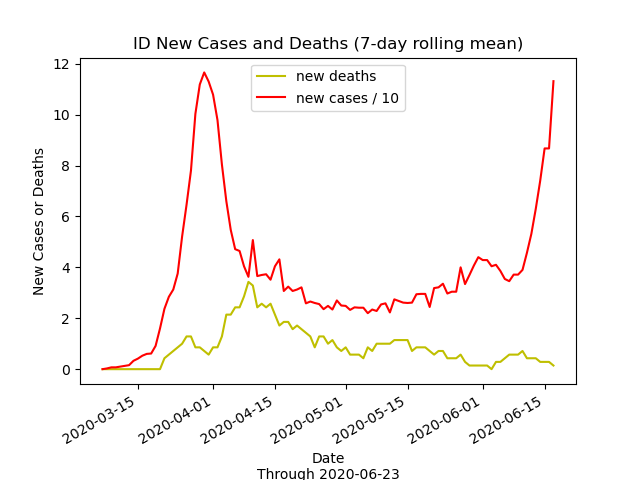 ID New Cases and Deaths (7-day rolling mean)
new deaths
new cases / 10
12
10
8
6
4
2
0
New Cases or Deaths
2020-03-15
2020-04-01
2020-04-15
2020-05-01
2020-05-15
2020-06-01
2020-06-15
Date
Through 2020-06-23